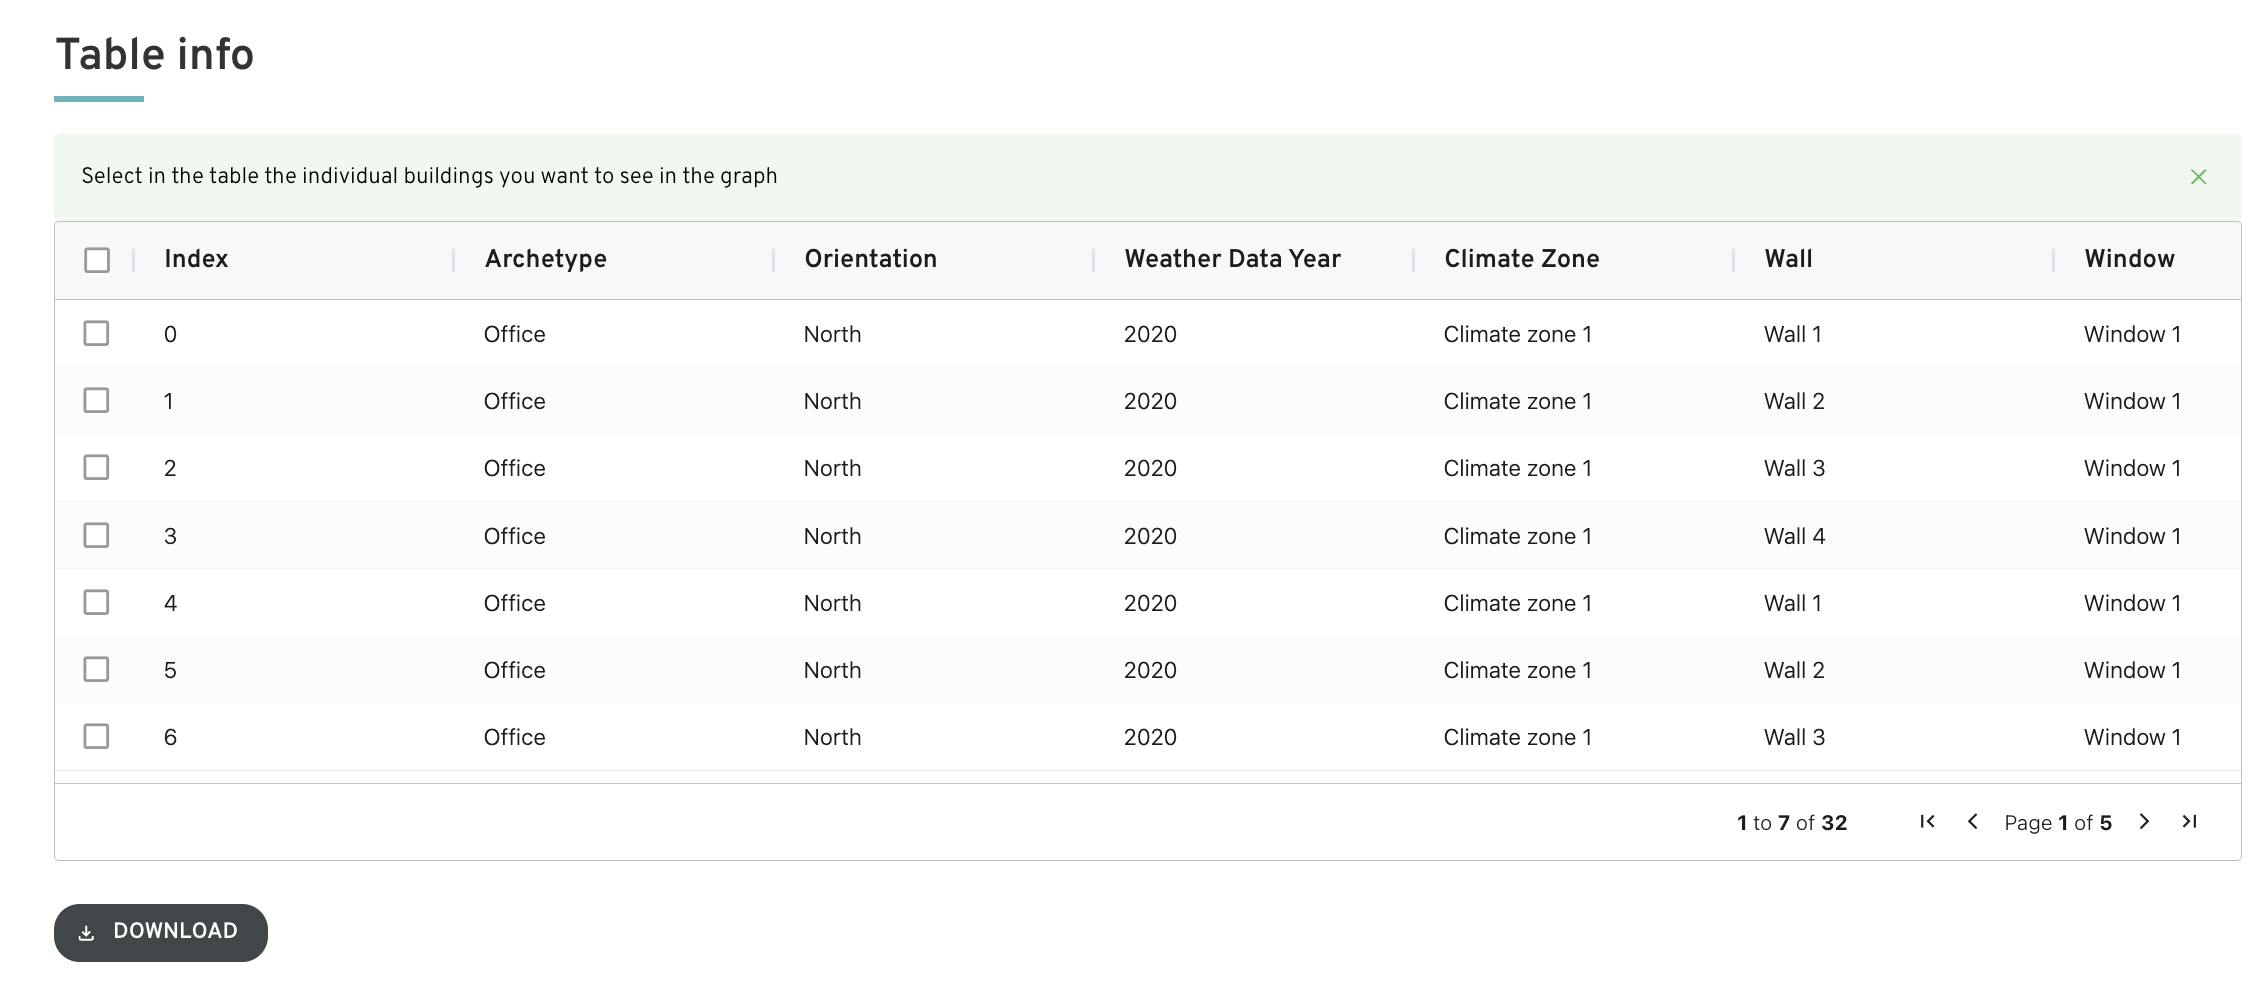 Table info
Select in the table the individual buildings you want to see in the graph
Index Archetype Orientation Weather Data Year Climate Zone Wall Window
0 Office North 2020 Climate zone 1 Wall 1 Window 1
1 Office North 2020 Climate zone 1 Wall 2 Window 1
2 Office North 2020 Climate zone 1 Wall 3 Window 1
3 Office North 2020 Climate zone 1 Wall 4 Window 1
4 Office North 2020 Climate zone 1 Wall 1 Window 1
5 Office North 2020 Climate zone 1 Wall 2 Window 1
6 Office North 2020 Climate zone 1 Wall 3 Window 1
1 to 7 of 32 Page 1 of 5
DOWNLOAD